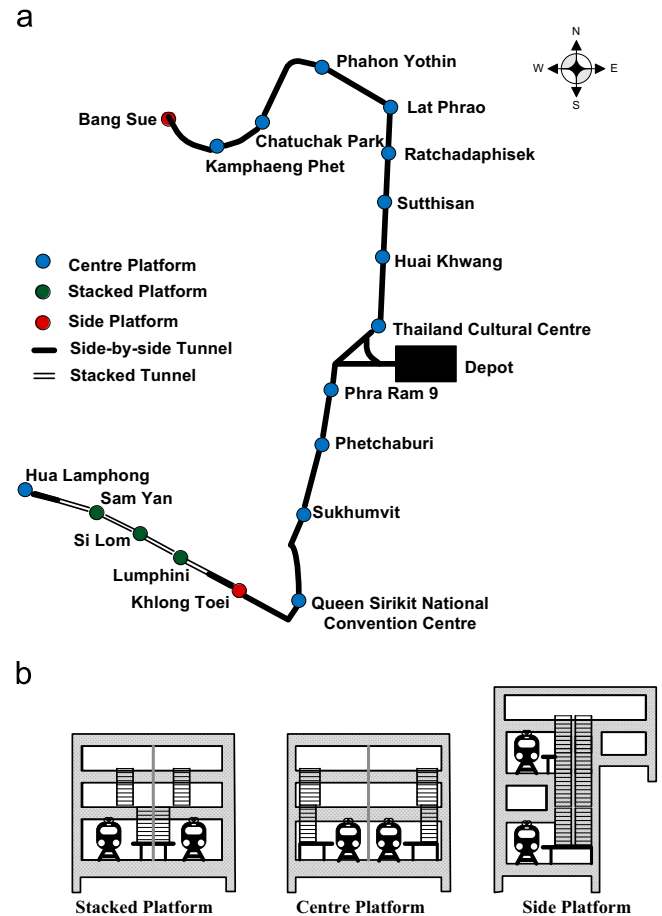 a
N
W E
S
Phahon Yothin
Lat Phrao
Bang Sue
Chatuchak Park
Ratchadaphisek
Kamphaeng Phet
Sutthisan
Huai Khwang
Centre Platform
Stacked Platform
Side Platform
Side-by-side Tunnel
Stacked Tunnel
Thailand Cultural Centre
Depot
Phra Ram 9
Phetchaburi
Hua Lamphong
Sam Yan
Sukhumvit
Si Lom
Lumphini
Khlong Toei
Queen Sirikit National
Convention Centre
b
Stacked Platform
Centre Platform
Side Platform